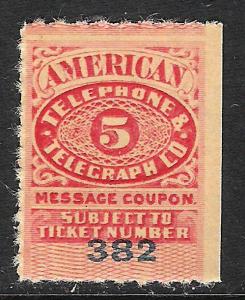 AMERICAN
TELEPHONE &
5
TELEGRAPH CO.
MESSAGE COUPON.
SUBJECT TO
TICKET NUMBER
382